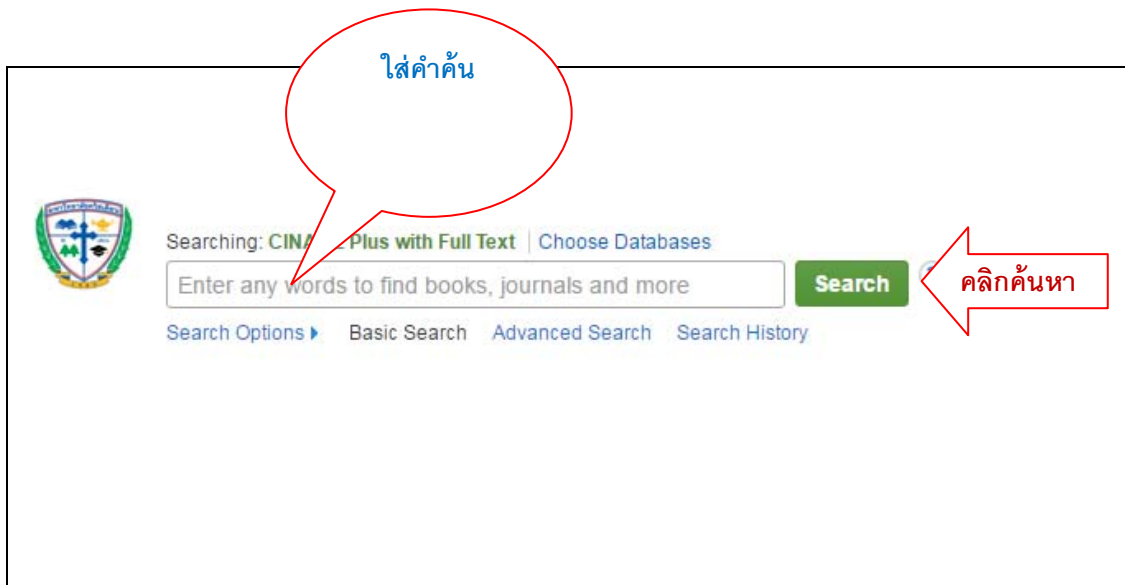 ใส่คำค้น
Searching: CINA Plus with Full Text | Choose Databases
Enter any words to find books, journals and more
Search
คลิกค้นหา
Search Options Basic Search Advanced Search Search History